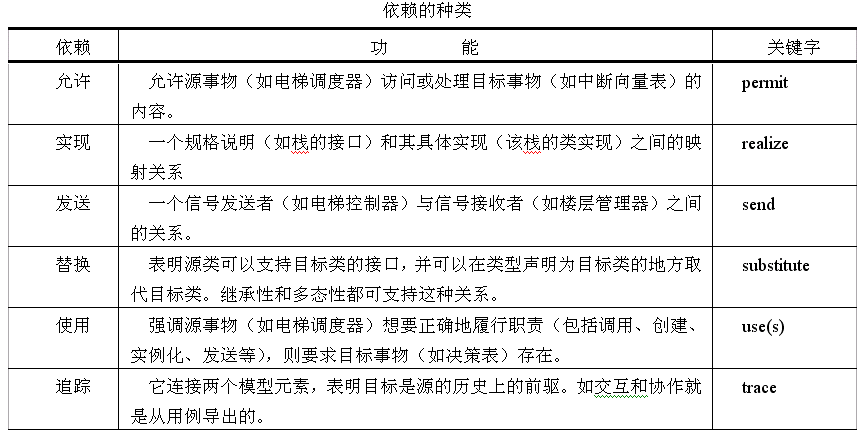 依赖的种类
依赖 功 能 关键字
允许 允许源事物（如电梯调度器）访问或处理目标事物（如中断向量表）的 permit
内容。
实现 一个规格说明（如栈的接口）和其具体实现（该栈的类实现）之间的映 realize
射关系
发送 一个信号发送者（如电梯控制器）与信号接收者（如楼层管理器）之间 send
的关系。
替换 表明源类可以支持目标类的接口，并可以在类型声明为目标类的地方取 substitute
代目标类。继承性和多态性都可支持这种关系。
使用 强调源事物（如电梯调度器）想要正确地履行职责（包括调用、创建、 use(s)
实例化、发送等），则要求目标事物（如决策表）存在。
追踪 它连接两个模型元素，表明目标是源的历史上的前驱。如交互和协作就 trace
是从用例导出的。